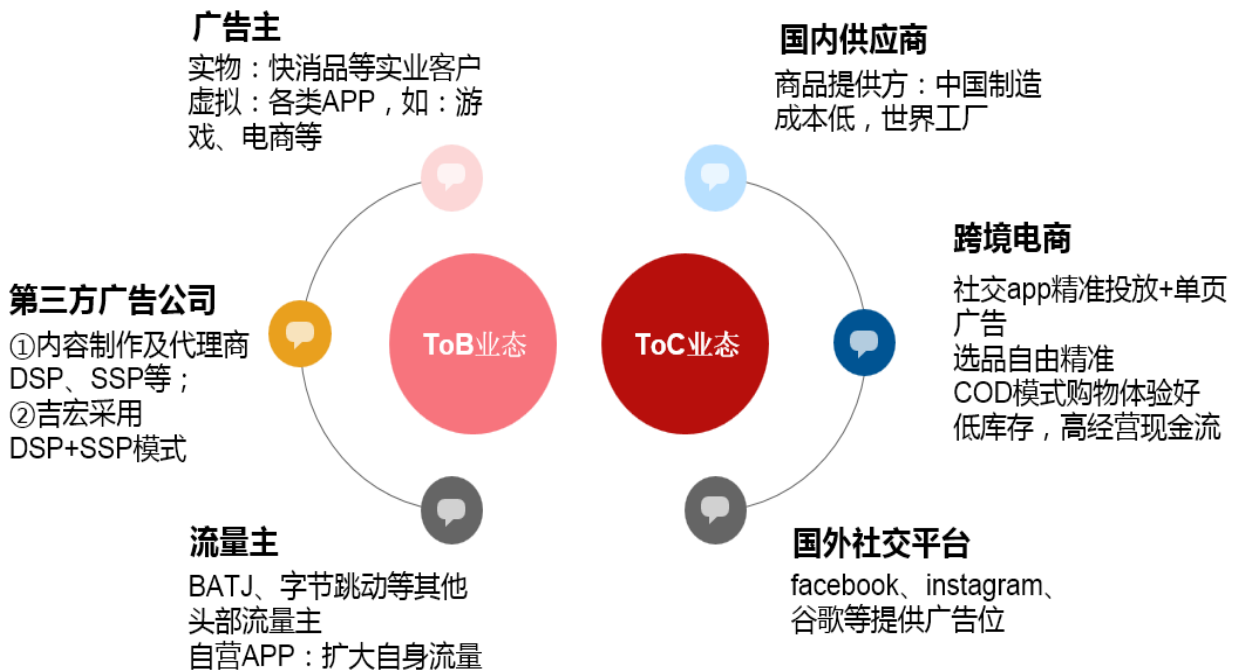 广告主
实物：快消品等实业客户
虚拟：各类APP，如：游
戏、电商等
第三方广告公司
①内容制作及代理商
DSP、SSP等；
②吉宏采用
DSP+SSP模式
流量主
BATJ、字节跳动等其他
头部流量主
自营APP：扩大自身流量
ToB业态
ToC业态
国内供应商
商品提供方：中国制造
成本低，世界工厂
跨境电商
社交app精准投放+单页
广告
选品自由精准
COD模式购物体验好
低库存，高经营现金流
国外社交平台
facebook、instagram、
谷歌等提供广告位